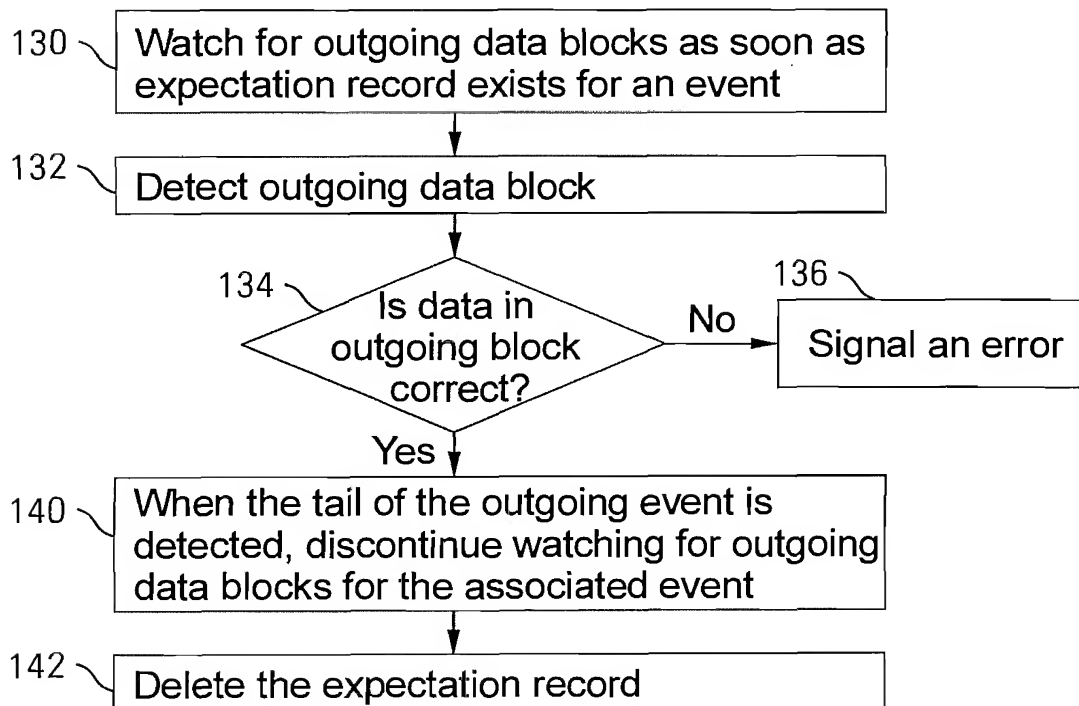 130
Watch for outgoing data blocks as soon as
expectation record exists for an event
132
Detect outgoing data block
134
Is data in
outgoing block
correct?
No
136
Signal an error
Yes
140
When the tail of the outgoing event is
detected, discontinue watching for outgoing
data blocks for the associated event
142
Delete the expectation record